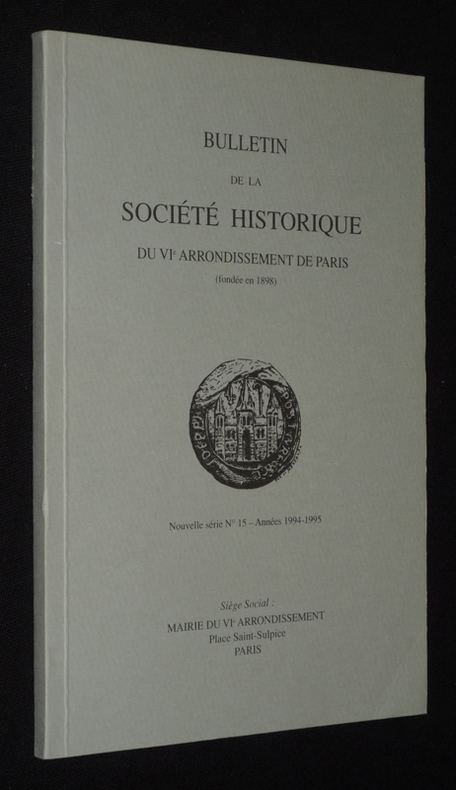 BULLETIN
DE LA
SOCIÉTÉ HISTORIQUE
DU VIe ARRONDISSEMENT DE PARIS
(fondée en 1898)
Nouvelle série N° 15 – Années 1994-1995
Siège Social :
MAIRIE DU VIe ARRONDISSEMENT
Place Saint-Sulpice
PARIS